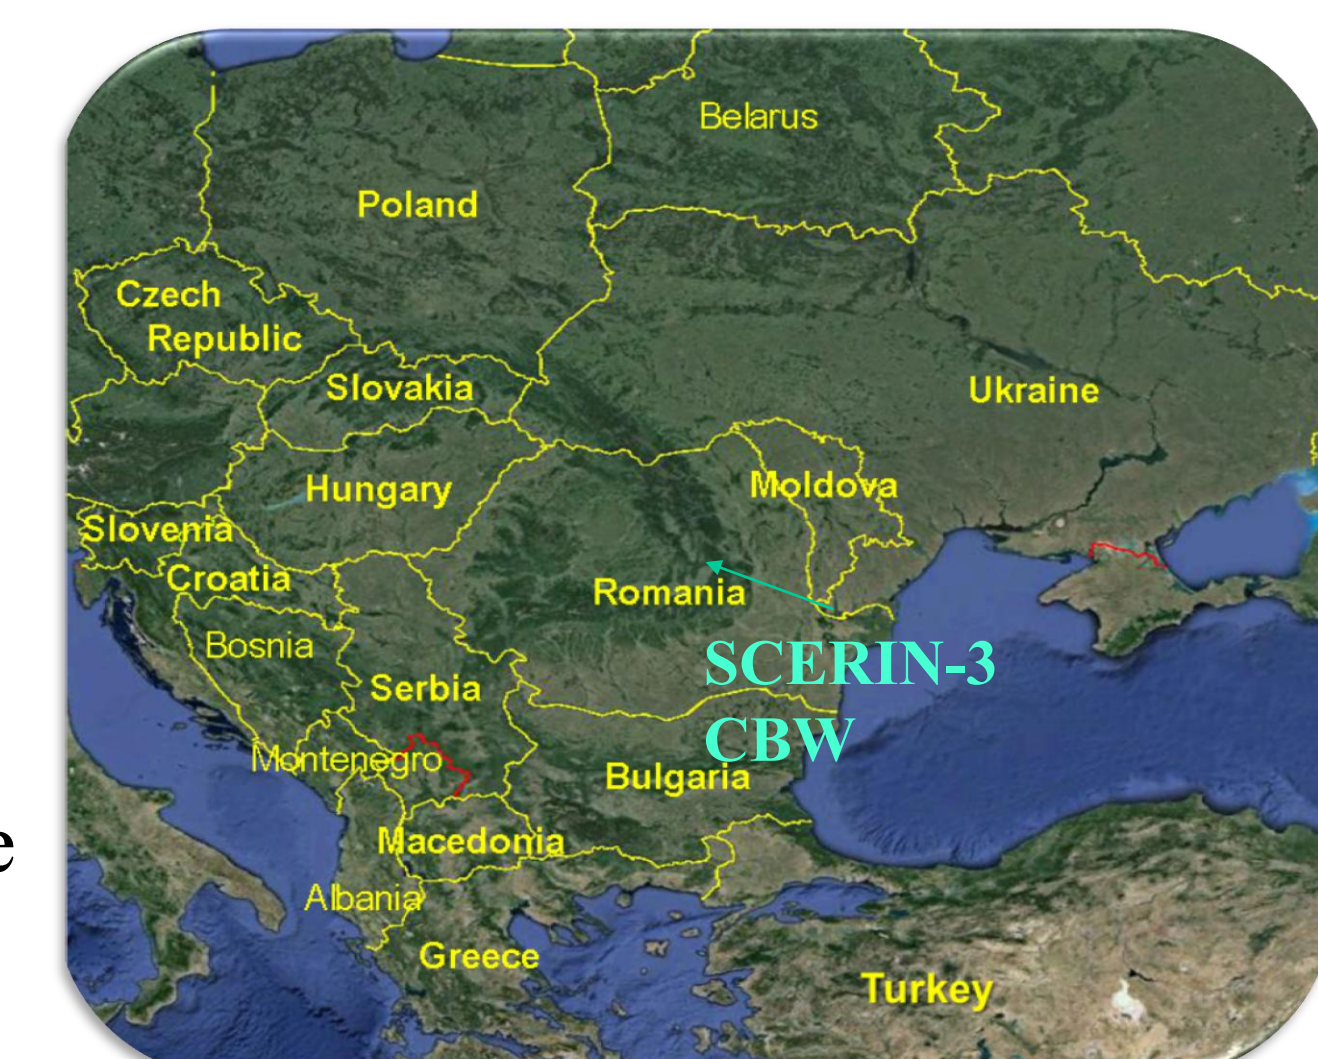 Belarus
Poland
Czech
Republic
Slovakia
Ukraine
Hungary
Moldova
Slovenia
Croatia
Romania
Bosnia
SCERIN-3
Serbia
CBW
Montenegro
Bulgaria
Macedonia
e
Albania
Greece
Turkey